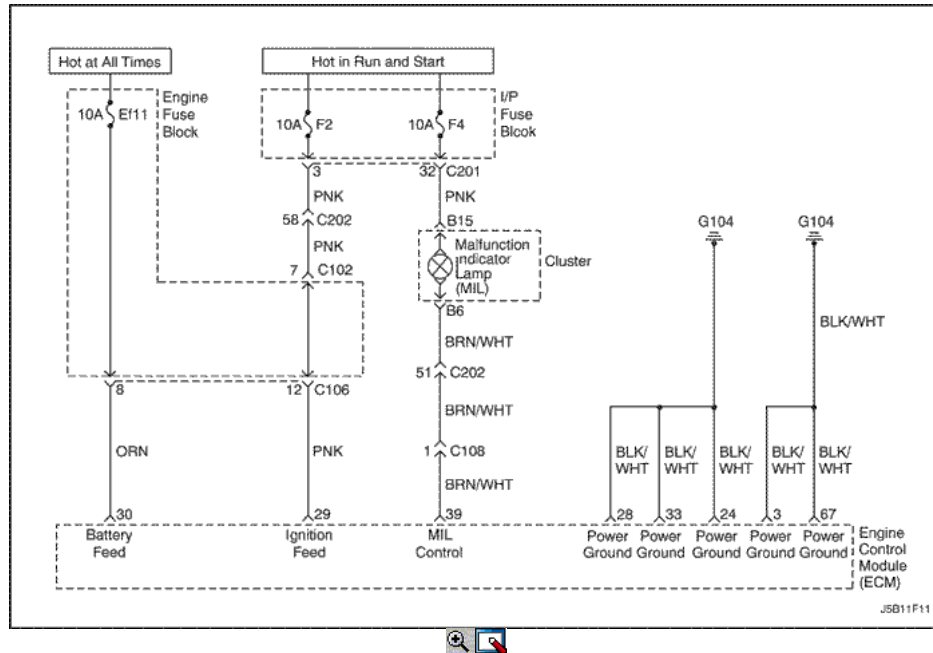 Hot at All Times
Hot in Run and Start
10A Ef11
Engine
Fuse
Block
10A F2
10A F4
I/P
Fuse
Blcok
3
32 C201
PNK
PNK
58 C202
B15
PNK
7 C102
Malfunction
Indicator
Lamp
(MIL)
Cluster
B6
BRN/WHT
51 C202
BRN/WHT
1 C108
BRN/WHT
G104
G104
BLK/WHT
8
12 C106
ORN
PNK
BLK/
WHT
BLK/
WHT
BLK/
WHT
BLK/
WHT
BLK/
WHT
30
29
39
28
33
24
3
67
Battery
Feed
Ignition
Feed
MIL
Control
Power
Ground
Power
Ground
Power
Ground
Power
Ground
Power
Ground
Engine
Control
Module
(ECM)
J5B11F11